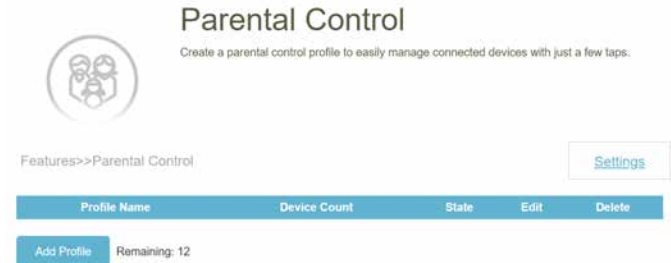 Parental Control
Create a parental control profile to easily manage connected devices with just a few taps.
Features>>Parental Control
Settings
Profile Name Device Count State Edit Delete
Add Profile Remaining: 12